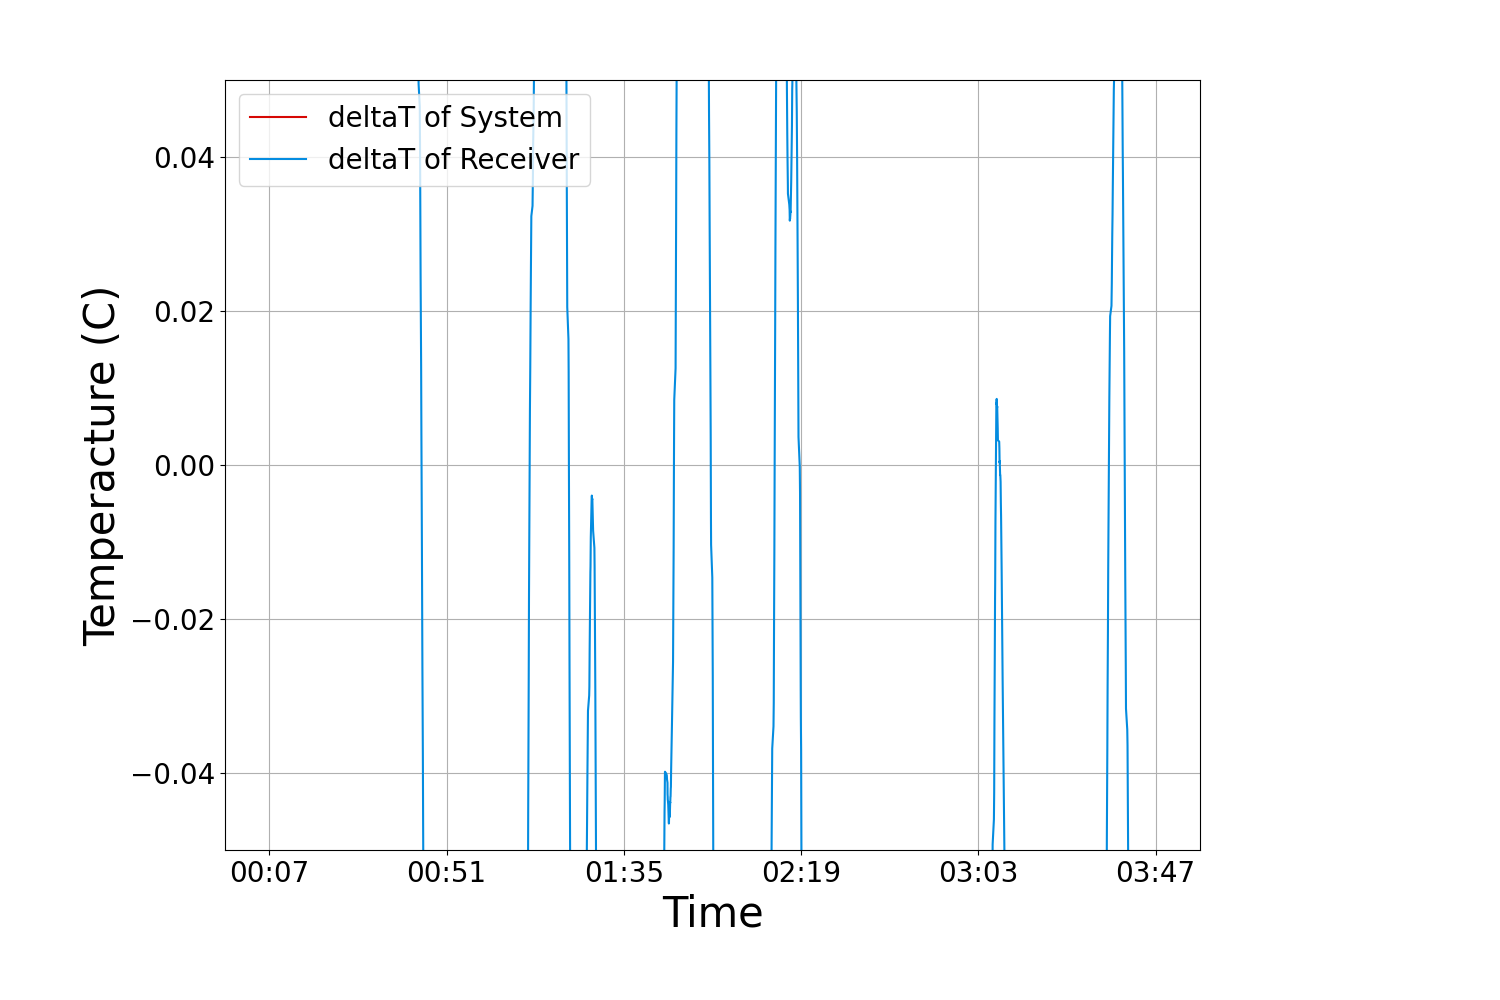 deltaT of System
deltaT of Receiver
0.04
0.02
0.00
−0.02
−0.04
Temperacture (C)
00:07 00:51 01:35 02:19 03:03 03:47
Time